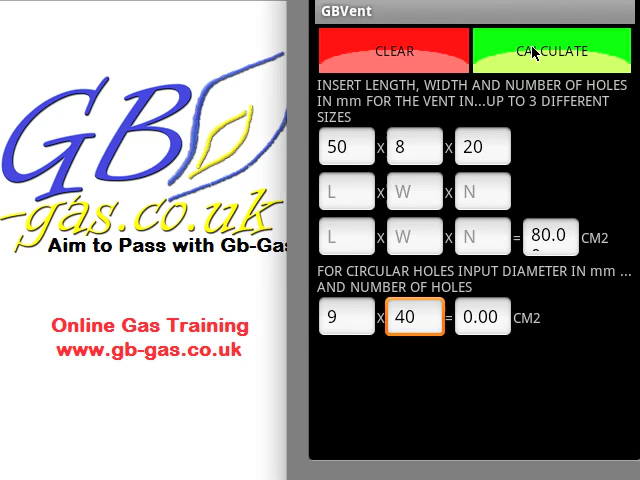 GBVent
CLEAR
CALCULATE
INSERT LENGTH, WIDTH AND NUMBER OF HOLES
IN mm FOR THE VENT IN...UP TO 3 DIFFERENT
SIZES
50 X 8 X 20
L X W X N
L X W X N = 80.0 CM2
FOR CIRCULAR HOLES INPUT DIAMETER IN mm ...
AND NUMBER OF HOLES
9 X 40 = 0.00 CM2
GB
-gas.co.uk
Aim to Pass with Gb-Gas
Online Gas Training
www.gb-gas.co.uk